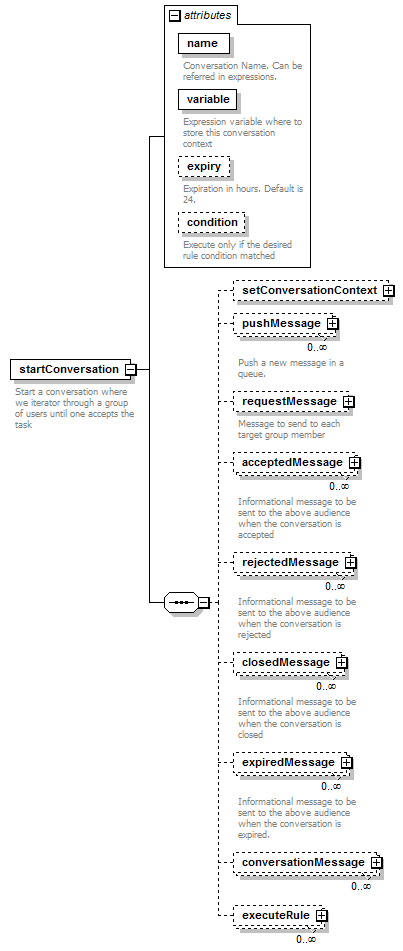 attributes
name
Conversation Name. Can be
referred in expressions.
variable
Expression variable where to
store this conversation
context
expiry
Expiration in hours. Default is
24.
condition
Execute only if the desired
rule condition matched
startConversation
Start a conversation where
we iterator through a group
of users until one accepts the
task
setConversationContext
pushMessage
0..∞
Push a new message in a
queue.
requestMessage
Message to send to each
target group member
acceptedMessage
0..∞
Informational message to be
sent to the above audience
when the conversation is
accepted
rejectedMessage
0..∞
Informational message to be
sent to the above audience
when the conversation is
rejected
closedMessage
0..∞
Informational message to be
sent to the above audience
when the conversation is
closed
expiredMessage
0..∞
Informational message to be
sent to the above audience
when the conversation is
expired.
conversationMessage
0..∞
executeRule
0..∞